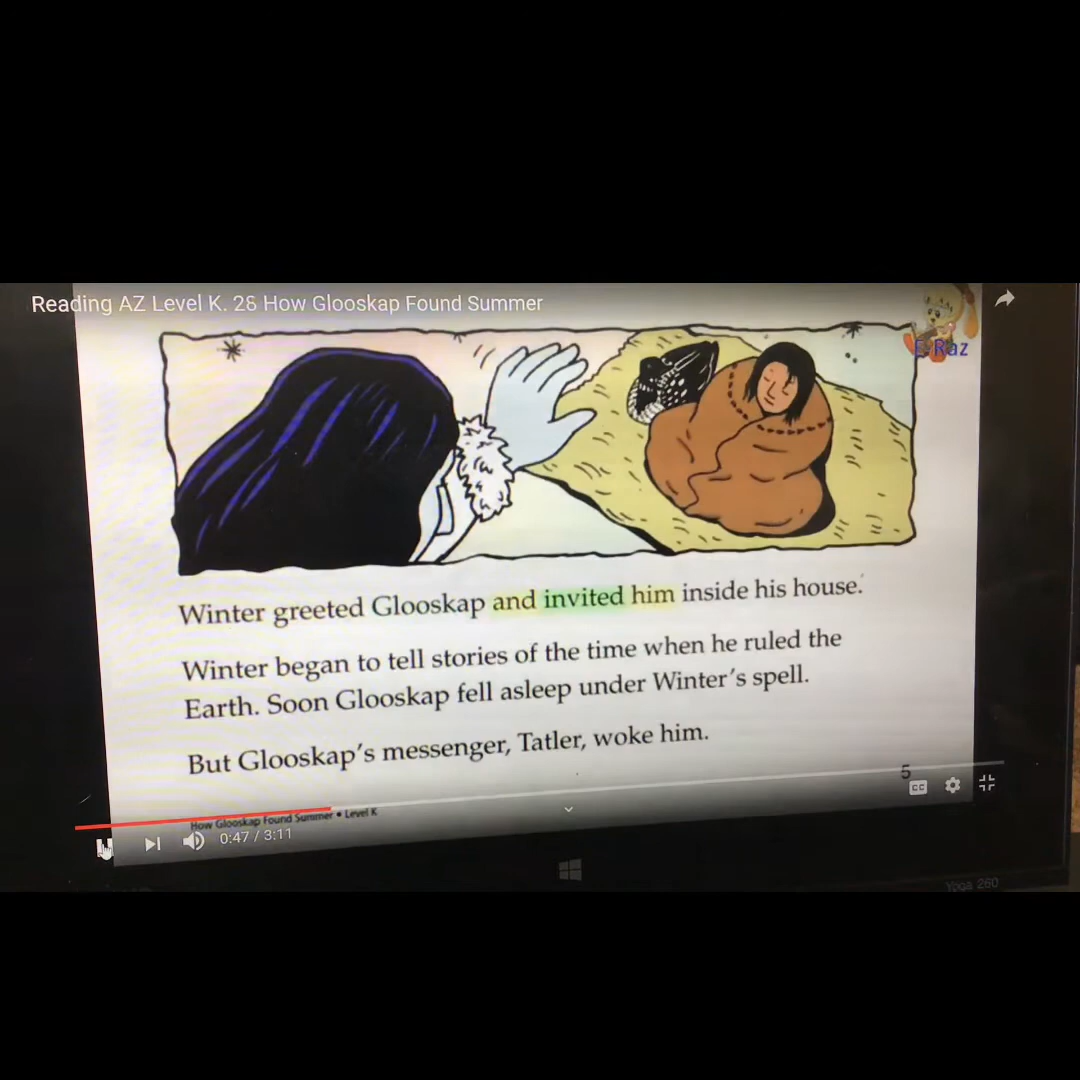 Reading AZ Level K. 28 How Glooskap Found Summer
E-Raz
Winter greeted Glooskap and invited him inside his house.
Winter began to tell stories of the time when he ruled the
Earth. Soon Glooskap fell asleep under Winter's spell.
But Glooskap's messenger, Tatler, woke him.
5
CC
How Glooskap Found Summer • Level K
0:47 / 3:11
Yoga 260